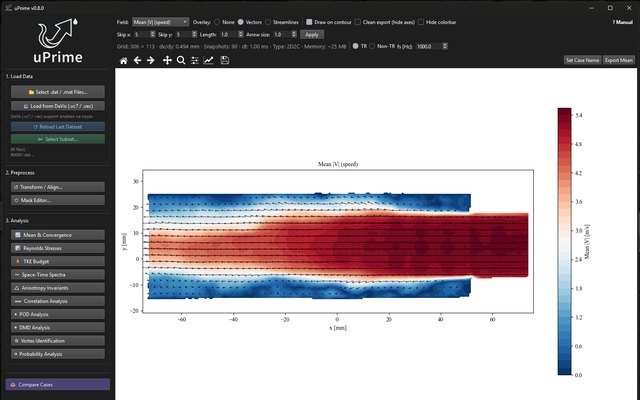 uPrime v0.8.0
uPrime
Field: Mean |V| (speed) Overlay: None Vectors Streamlines Draw on contour Clean export (hide axes) Hide colorbar ? Manual
Skip x: 5 Skip y: 5 Length: 1.0 Arrow size: 1.0 Apply
Grid: 306 × 113 · dx/dy: 0.494 mm · Snapshots: 90 · dt: 1.00 ms · Type: 2D2C · Memory: ~25 MB TR Non-TR fs [Hz]: 1000.0
Set Case Name Export Mean
1. Load Data
Select .dat / .mat Files...
Load from DaVis (.vc7 / .vec)
DaVis (.vc7 / .vec) supports enabled via lvpyio
Reload Last Dataset
Select Subset...
90 file(s)
B00001.dat ...
2. Preprocess
Transform / Align...
Mask Editor...
3. Analysis
Mean & Convergence
Reynolds Stresses
TKE Budget
Space-Time Spectra
Anisotropy Invariants
Correlation Analysis
POD Analysis
DMD Analysis
Vortex Identification
Probability Analysis
Compare Cases
Mean |V| (speed)
30
20
10
0
−10
−20
y [mm]
−60 −40 −20 0 20 40 60
x [mm]
5.4
4.8
4.2
3.6
3.0
2.4
1.8
1.2
0.6
0.0
Mean |V| [m/s]